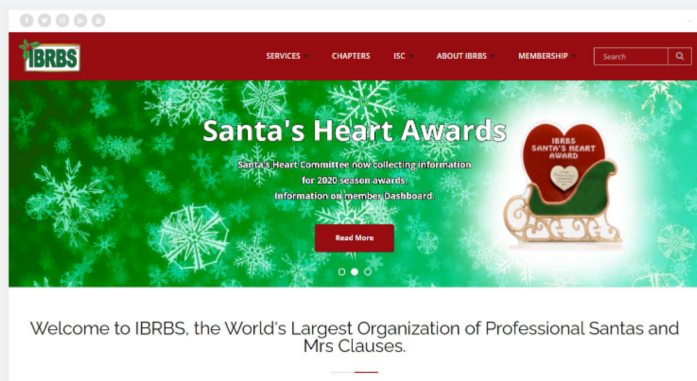 IBRBS
SERVICES CHAPTERS ISC ABOUT IBRBS MEMBERSHIP Search
Santa's Heart Awards
Santa's Heart Committee now collecting information
for 2020 season awards.
Information on member Dashboard.
Read More
IBRBS
SANTA'S HEART
AWARD
Welcome to IBRBS, the World's Largest Organization of Professional Santas and
Mrs Clauses.